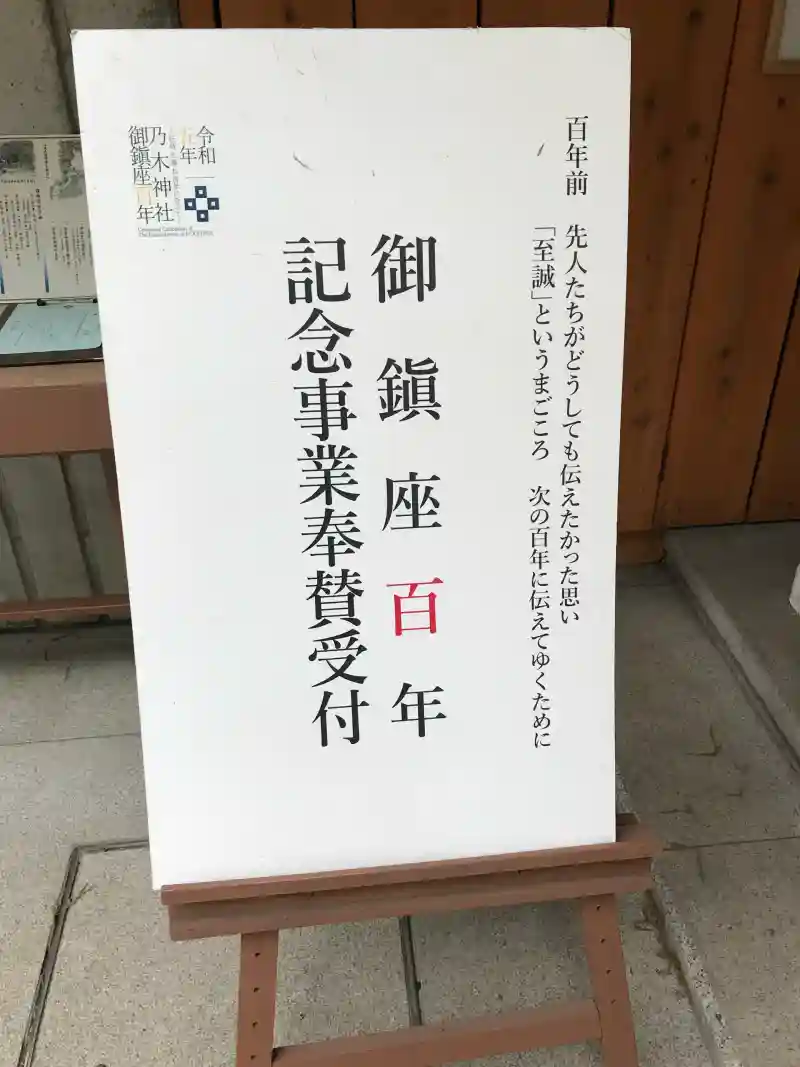 百年前　先人たちがどうしても伝えたかった思い
「至誠」というまごころ　次の百年に伝えてゆくために
御鎮座百年
記念事業奉賛受付
令和
五年
乃木神社
御鎮座百年